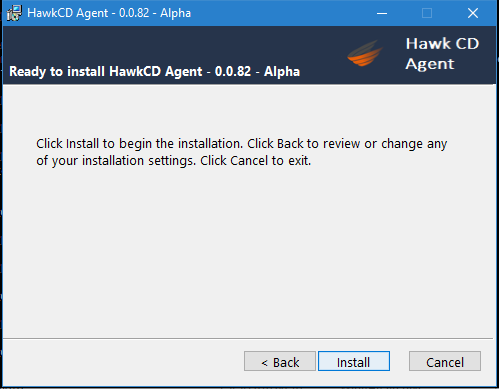 HawkCD Agent - 0.0.82 - Alpha
Hawk CD
Agent
Ready to install HawkCD Agent - 0.0.82 - Alpha
Click Install to begin the installation. Click Back to review or change any
of your installation settings. Click Cancel to exit.
< Back
Install
Cancel